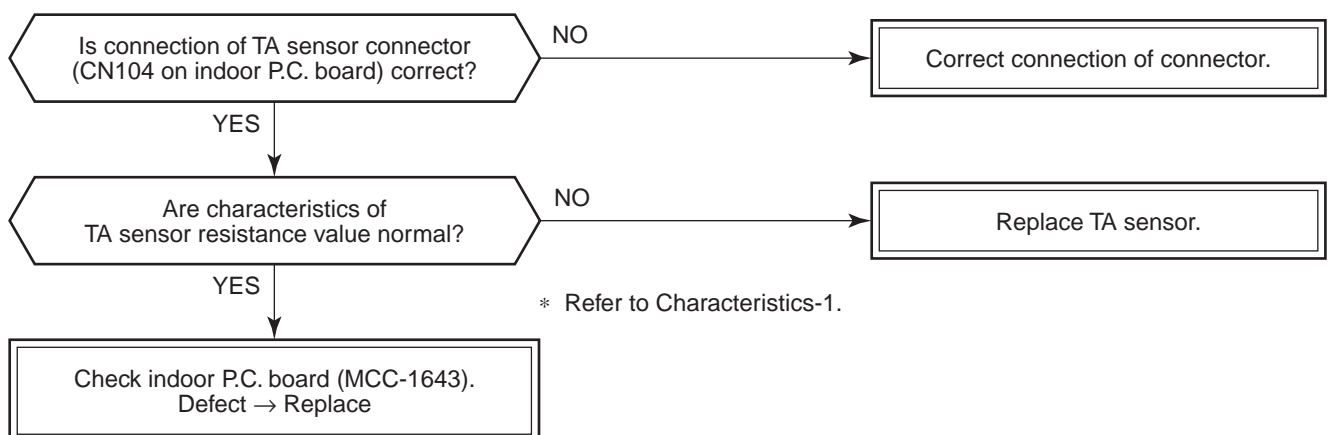 Is connection of TA sensor connector
(CN104 on indoor P.C. board) correct?
NO
Correct connection of connector.
YES
Are characteristics of
TA sensor resistance value normal?
NO
Replace TA sensor.
YES
* Refer to Characteristics-1.
Check indoor P.C. board (MCC-1643).
Defect → Replace